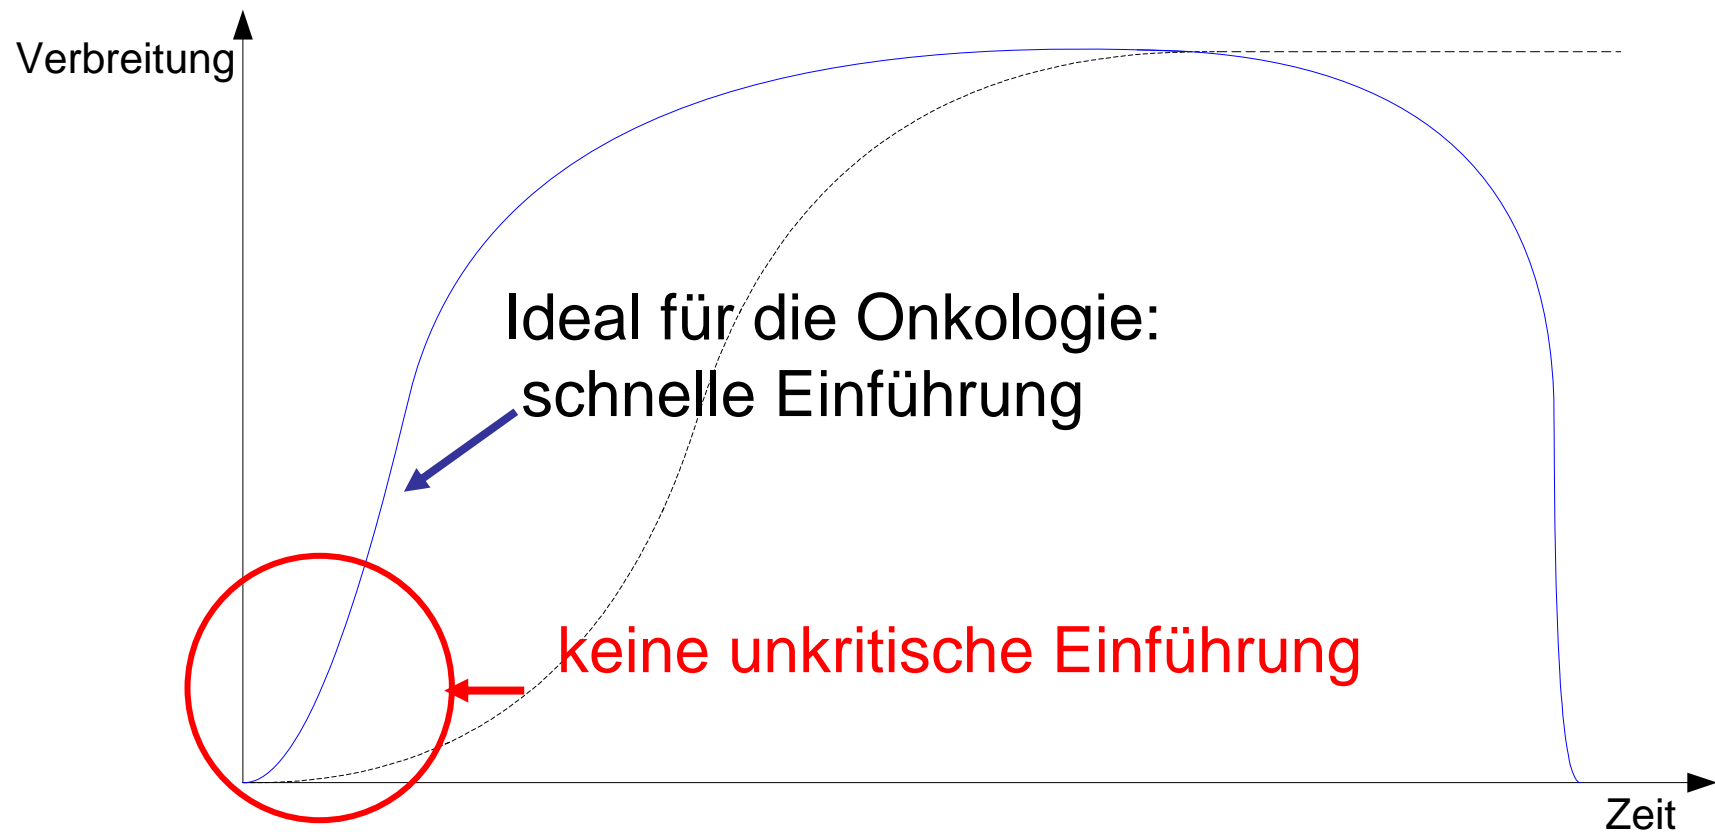 Verbreitung
Ideal für die Onkologie:
schnelle Einführung
keine unkritische Einführung
Zeit